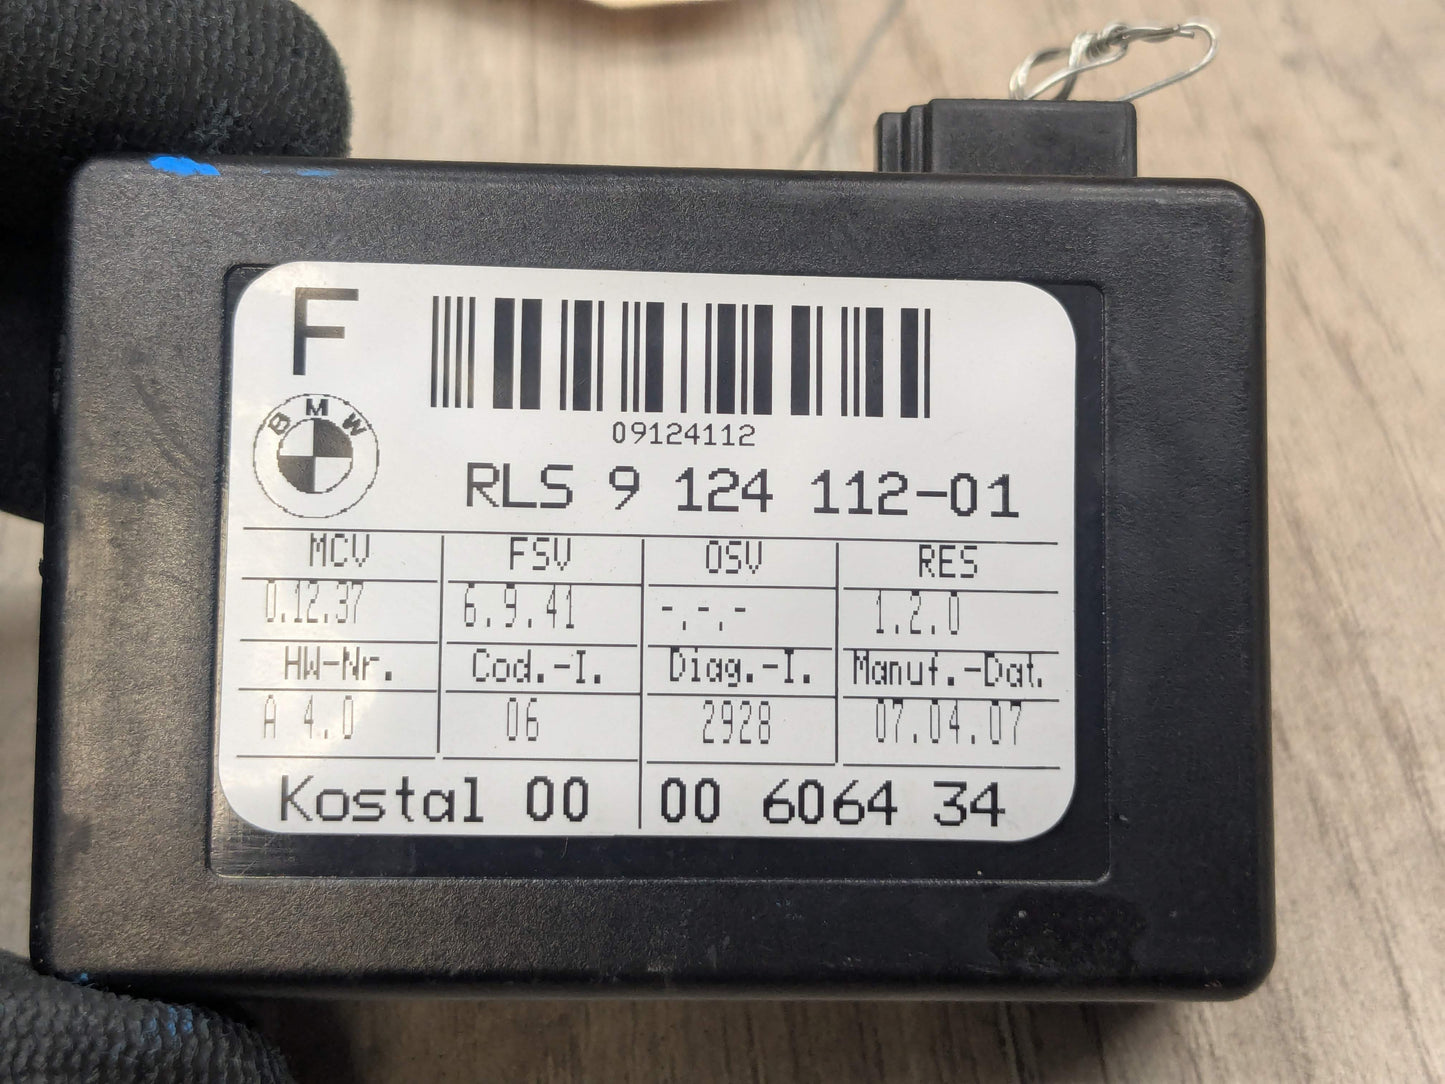 F
BMW
09124112
RLS 9 124 112-01
MCV FSV OSV RES
0.12.37 6.9.41 -.-.- 1.2.0
HW-Nr. Cod.-I. Diag.-I. Manuf.-Dat.
A 4.0 06 2928 07.04.07
Kostal 00 00 6064 34